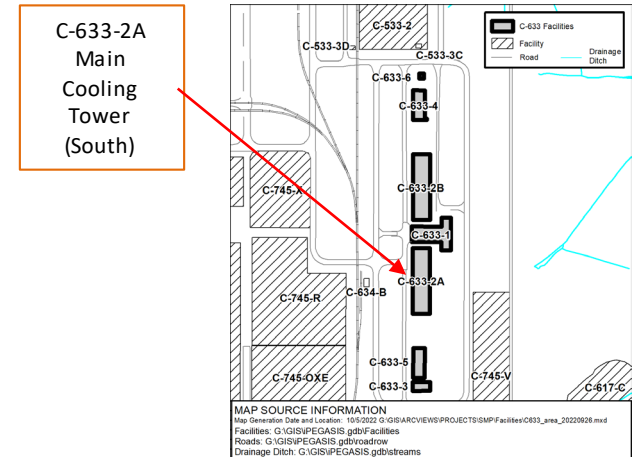 C-633-2A
Main
Cooling
Tower
(South)
C-533-2
C-533-3D
C-533-3C
C-633-6
C-633-4
C-745-X
C-633-2B
C-633-1
C-633-2A
C-634-B
C-745-R
C-633-5
C-745-OXE
C-633-3
C-745-V
C-617-C
C-633 Facilities
Facility
Road
Drainage
Ditch
MAP SOURCE INFORMATION
Map Generation Date and Location: 10/5/2022 G:\GIS\ARCVIEWS\PROJECTS\SMP\Facilities\C633_area_20220926.mxd
Facilities: G:\GIS\PEGASIS.gdb\Facilities
Roads: G:\GIS\PEGASIS.gdb\roadrow
Drainage Ditch: G:\GIS\PEGASIS.gdb\streams